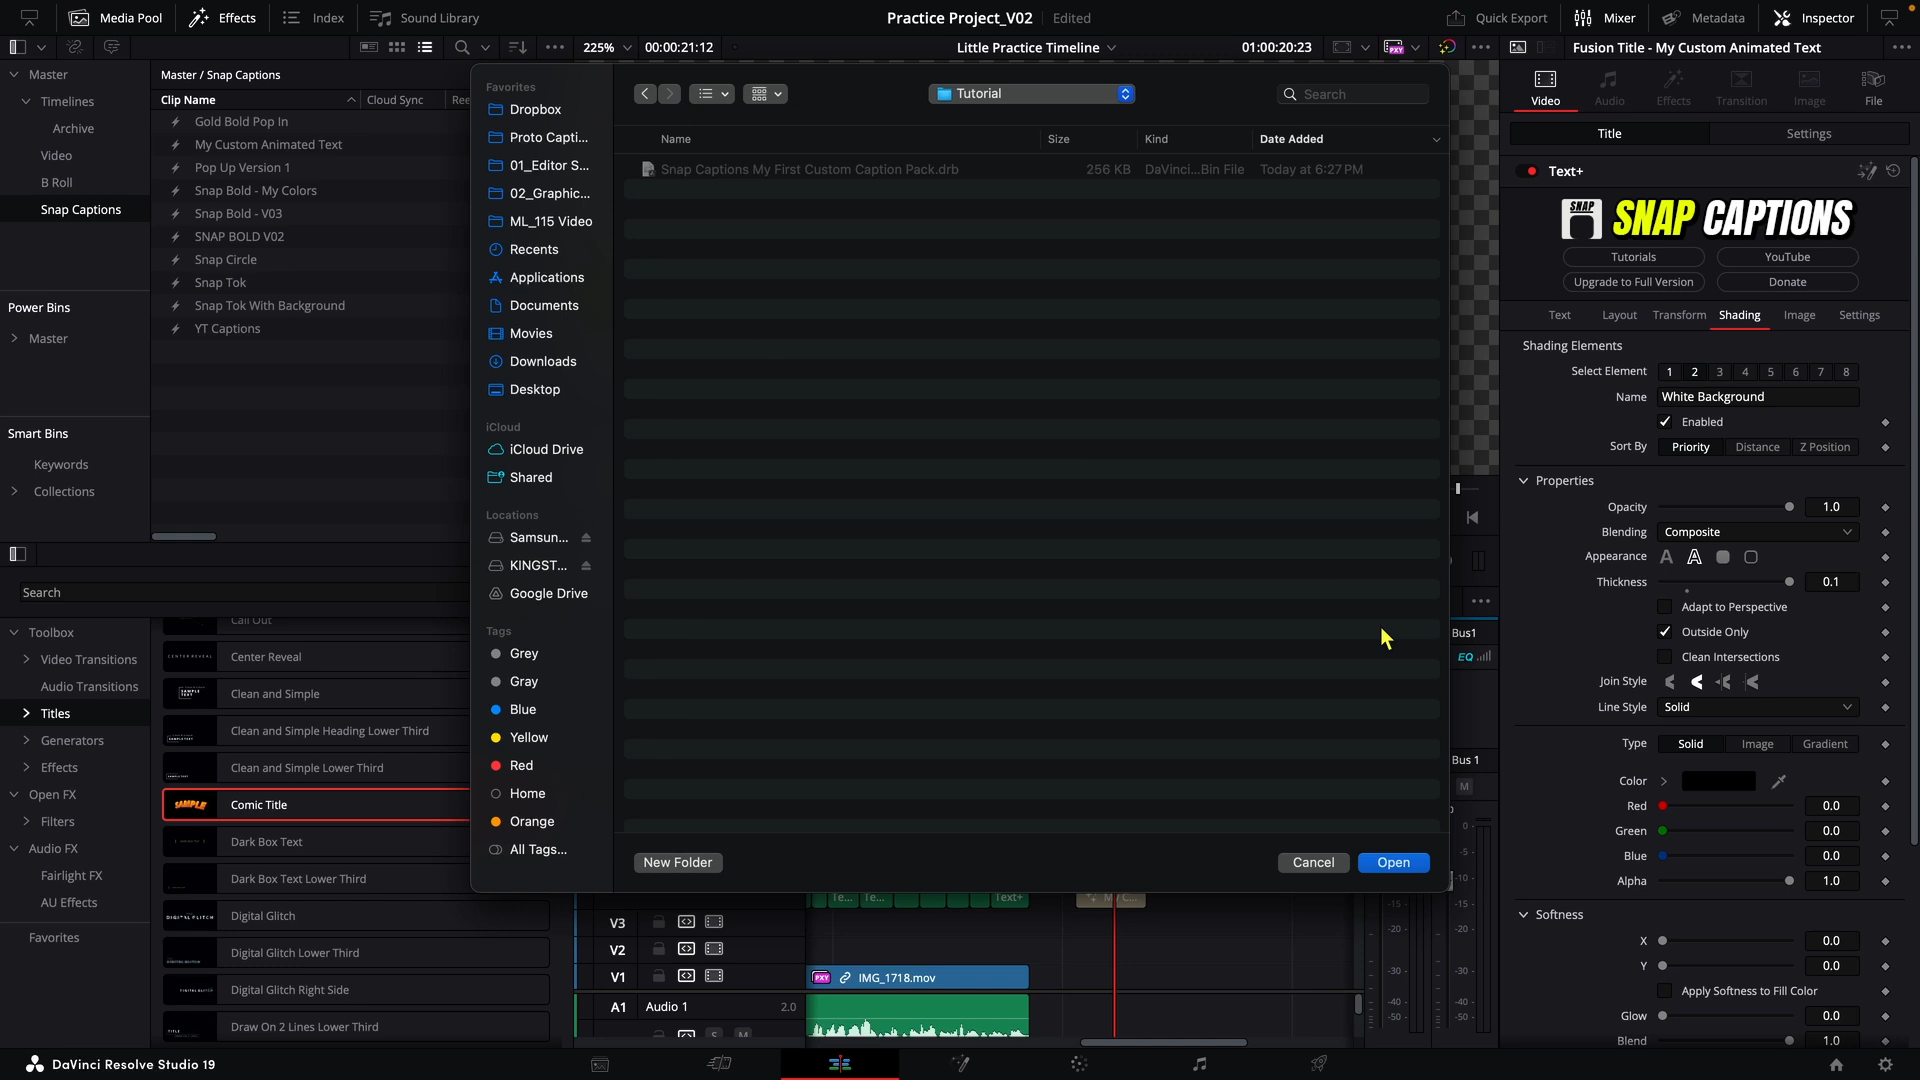 Media Pool
Effects
Index
Sound Library
Practice Project_V02
Edited
Quick Export
Mixer
Metadata
Inspector
225%
00:00:21:12
Little Practice Timeline
01:00:20:23
Fusion Title - My Custom Animated Text
Master
Timelines
Archive
Video
B Roll
Snap Captions
Power Bins
Master
Smart Bins
Keywords
Collections
Master / Snap Captions
Clip Name
Cloud Sync
Ree
Gold Bold Pop In
My Custom Animated Text
Pop Up Version 1
Snap Bold - My Colors
Snap Bold - V03
SNAP BOLD V02
Snap Circle
Snap Tok
Snap Tok With Background
YT Captions
Favorites
Dropbox
Proto Capti...
01_Editor S...
02_Graphic...
ML_115 Video
Recents
Applications
Documents
Movies
Downloads
Desktop
iCloud
iCloud Drive
Shared
Locations
Samsun...
KINGST...
Google Drive
Tags
Grey
Gray
Blue
Yellow
Red
Home
Orange
All Tags...
Tutorial
Search
Name
Size
Kind
Date Added
Snap Captions My First Custom Caption Pack.drb
256 KB
DaVinci...Bin File
Today at 6:27 PM
New Folder
Cancel
Open
Video
Audio
Effects
Transition
Image
File
Title
Settings
Text+
SNAP
SNAP CAPTIONS
Tutorials
YouTube
Upgrade to Full Version
Donate
Text
Layout
Transform
Shading
Image
Settings
Shading Elements
Select Element 1 2 3 4 5 6 7 8
Name White Background
Enabled
Sort By Priority Distance Z Position
Properties
Opacity 1.0
Blending Composite
Appearance
Thickness 0.1
Adapt to Perspective
Outside Only
Clean Intersections
Join Style
Line Style Solid
Type Solid Image Gradient
Color
Red 0.0
Green 0.0
Blue 0.0
Alpha 1.0
Softness
X 0.0
Y 0.0
Apply Softness to Fill Color
Glow 0.0
Blend 1.0
Search
Toolbox
Video Transitions
Audio Transitions
Titles
Generators
Effects
Open FX
Filters
Audio FX
Fairlight FX
AU Effects
Favorites
Call Out
Center Reveal
Clean and Simple
Clean and Simple Heading Lower Third
Clean and Simple Lower Third
Comic Title
Dark Box Text
Dark Box Text Lower Third
Digital Glitch
Digital Glitch Lower Third
Digital Glitch Right Side
Draw On 2 Lines Lower Third
Bus1
EQ
Bus 1
M
Te...
Te...
Text+
V3
V2
V1
IMG_1718.mov
A1
Audio 1
2.0
S
M
DaVinci Resolve Studio 19